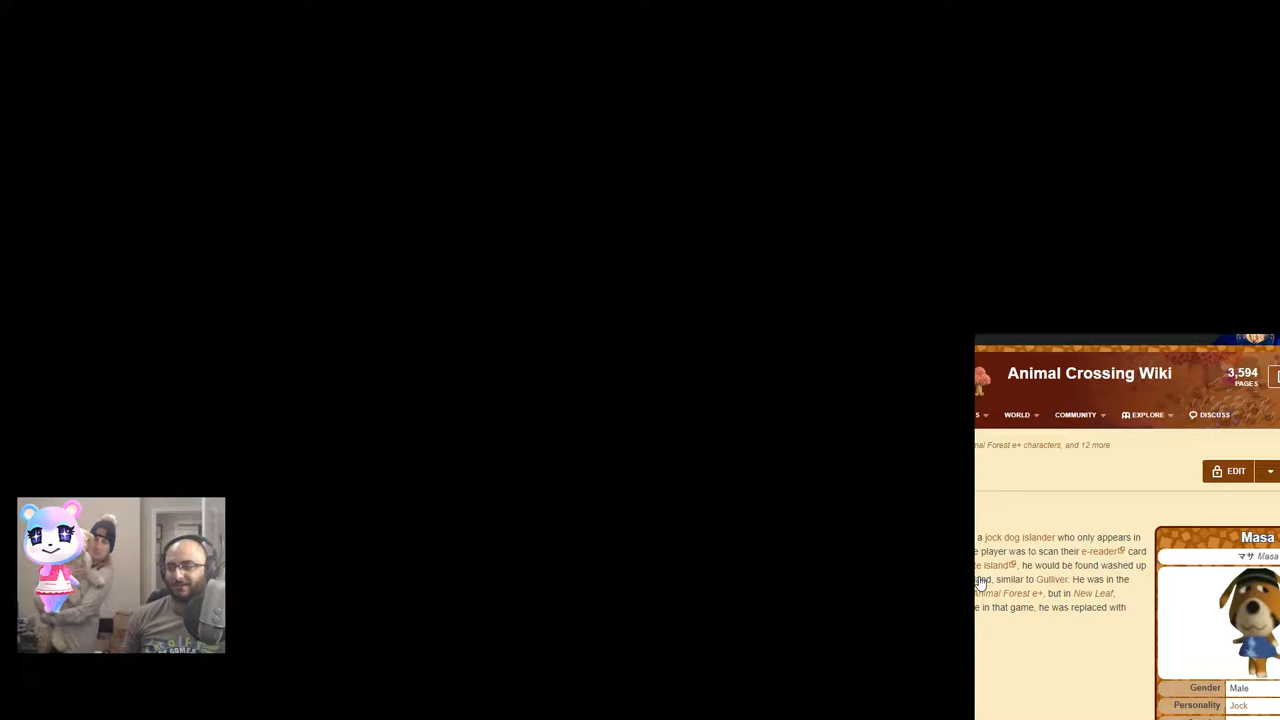 Animal Crossing Wiki
3,594
PAGES
S
WORLD
COMMUNITY
EXPLORE
DISCUSS
nal Forest e+ characters, and 12 more
EDIT
a jock dog islander who only appears in
e player was to scan their e-reader card
te island, he would be found washed up
similar to Gulliver. He was in the
Animal Forest e+, but in New Leaf,
e in that game, he was replaced with
Masa
マサ Masa
Gender Male
Personality Jock